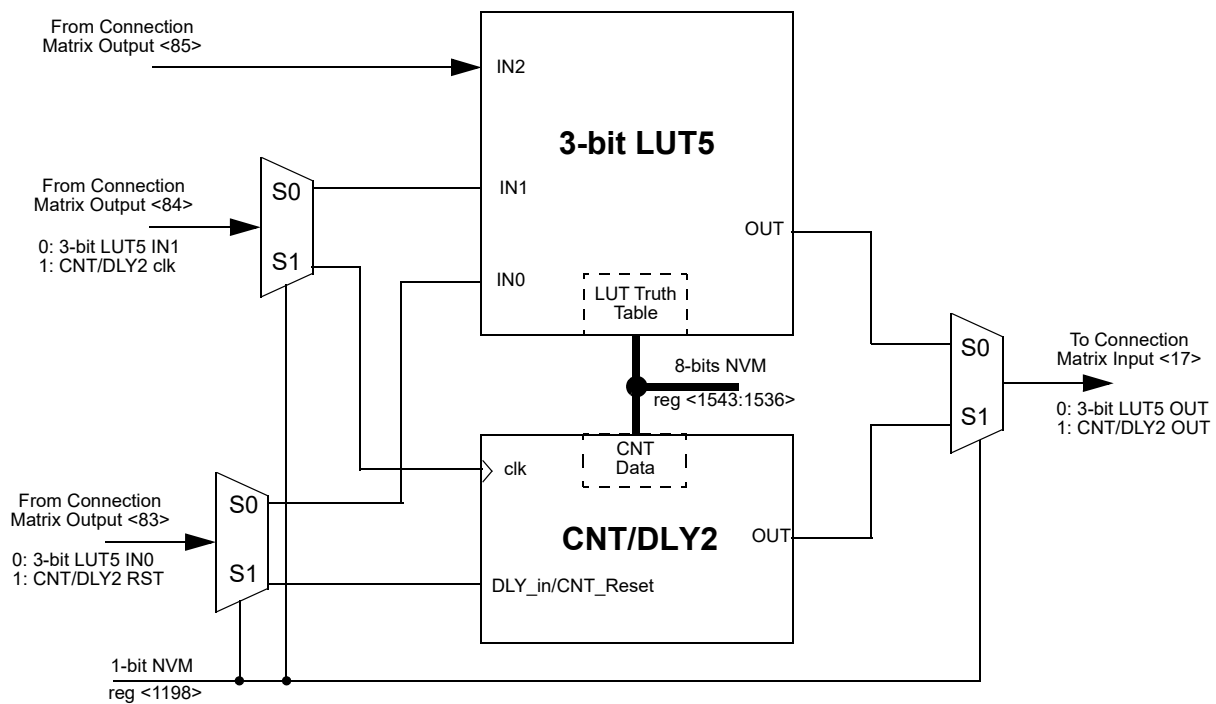 From Connection
Matrix Output <85>
IN2
3-bit LUT5
From Connection
Matrix Output <84>
0: 3-bit LUT5 IN1
1: CNT/DLY2 clk
S0
S1
IN1
IN0
OUT
LUT Truth
Table
8-bits NVM
reg <1543:1536>
S0
S1
To Connection
Matrix Input <17>
0: 3-bit LUT5 OUT
1: CNT/DLY2 OUT
CNT
Data
clk
CNT/DLY2
OUT
DLY_in/CNT_Reset
From Connection
Matrix Output <83>
0: 3-bit LUT5 IN0
1: CNT/DLY2 RST
S0
S1
1-bit NVM
reg <1198>